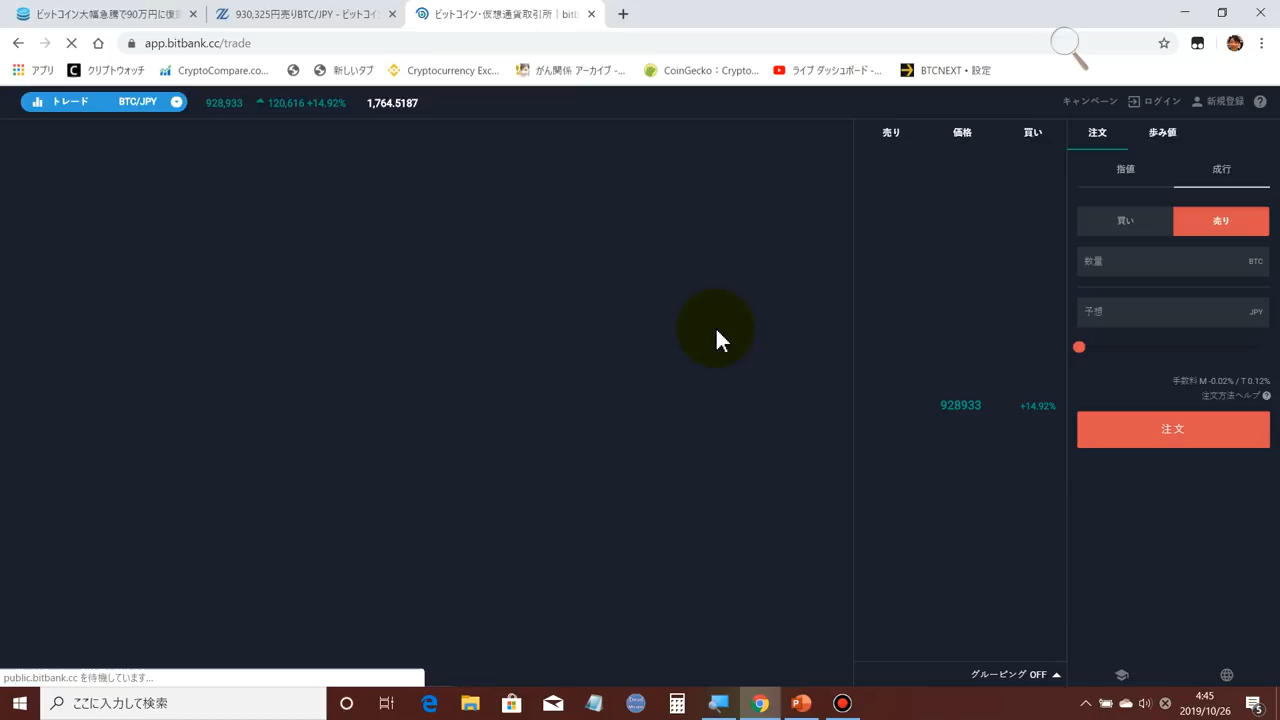 ビットコイン大幅急騰で90万円に復
930,325円売りBTC/JPY - ビットコイ
ビットコイン・仮想通貨取引所｜bitb
app.bitbank.cc/trade
アプリ
クリプトウォッチ
CryptoCompare.co...
新しいタブ
Cryptocurrency Exc...
がん関係 アーカイブ -...
CoinGecko：Crypto...
ライブ ダッシュボード - ...
BTCNEXT・設定
トレード BTC/JPY
928,933
120,616 +14.92%
1,764.5187
キャンペーン
ログイン
新規登録
売り 価格 買い
注文 歩み値
指値 成行
買い 売り
数量 BTC
予想 JPY
手数料 M -0.02% / T 0.12%
注文方法ヘルプ
928933 +14.92%
注文
グルーピング OFF
public.bitbank.cc を待機しています...
ここに入力して検索
4:45
2019/10/26
5